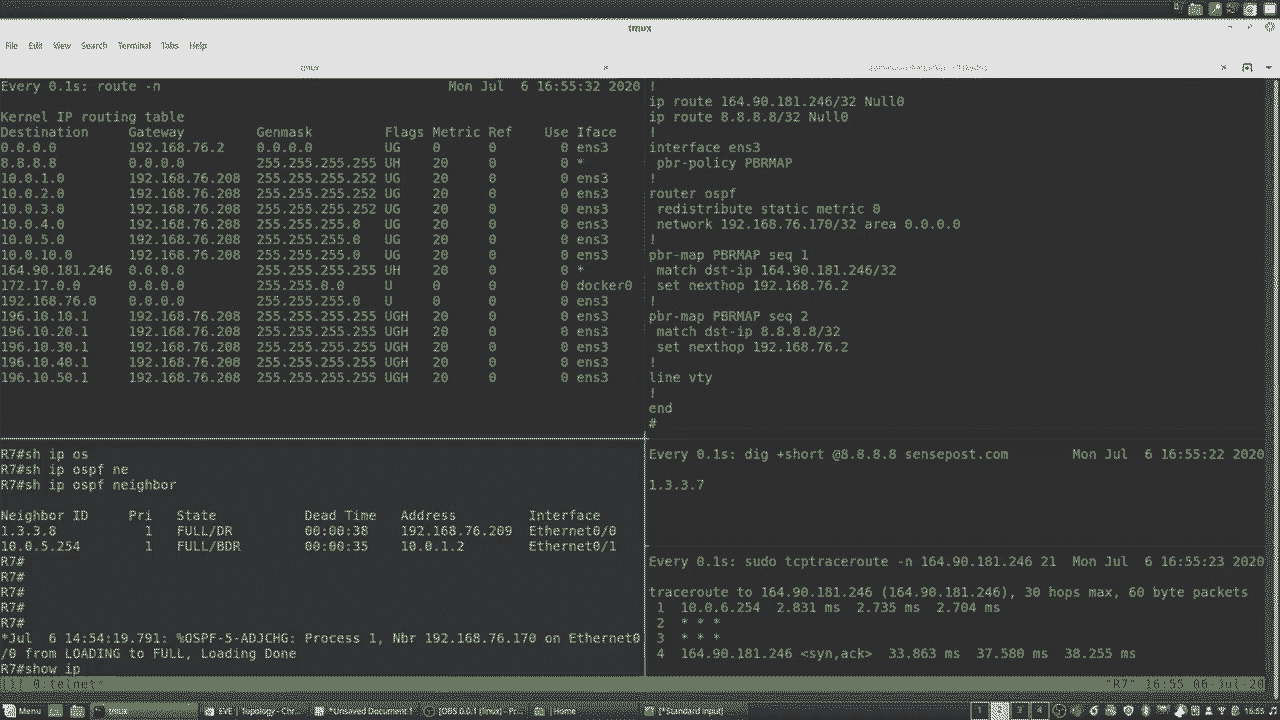 tmux
File Edit View Search Terminal Tabs Help
tmux
Every 0.1s: route -n Mon Jul 6 16:55:32 2020
Kernel IP routing table
Destination Gateway Genmask Flags Metric Ref Use Iface
0.0.0.0 192.168.76.2 0.0.0.0 UG 0 0 0 ens3
8.8.8.8 0.0.0.0 255.255.255.255 UH 20 0 0 *
10.0.1.0 192.168.76.208 255.255.255.252 UG 20 0 0 ens3
10.0.2.0 192.168.76.208 255.255.255.252 UG 20 0 0 ens3
10.0.3.0 192.168.76.208 255.255.255.252 UG 20 0 0 ens3
10.0.4.0 192.168.76.208 255.255.255.0 UG 20 0 0 ens3
10.0.5.0 192.168.76.208 255.255.255.0 UG 20 0 0 ens3
10.0.10.0 192.168.76.208 255.255.255.0 UG 20 0 0 ens3
164.90.181.246 0.0.0.0 255.255.255.255 UH 20 0 0 *
172.17.0.0 0.0.0.0 255.255.0.0 U 0 0 0 docker0
192.168.76.0 0.0.0.0 255.255.255.0 U 0 0 0 ens3
196.10.10.1 192.168.76.208 255.255.255.255 UGH 20 0 0 ens3
196.10.20.1 192.168.76.208 255.255.255.255 UGH 20 0 0 ens3
196.10.30.1 192.168.76.208 255.255.255.255 UGH 20 0 0 ens3
196.10.40.1 192.168.76.208 255.255.255.255 UGH 20 0 0 ens3
196.10.50.1 192.168.76.208 255.255.255.255 UGH 20 0 0 ens3
!
ip route 164.90.181.246/32 Null0
ip route 8.8.8.8/32 Null0
!
interface ens3
pbr-policy PBRMAP
!
router ospf
redistribute static metric 0
network 192.168.76.170/32 area 0.0.0.0
!
pbr-map PBRMAP seq 1
match dst-ip 164.90.181.246/32
set nexthop 192.168.76.2
!
pbr-map PBRMAP seq 2
match dst-ip 8.8.8.8/32
set nexthop 192.168.76.2
!
line vty
!
end
#
R7#sh ip os
R7#sh ip ospf ne
R7#sh ip ospf neighbor
Neighbor ID Pri State Dead Time Address Interface
1.3.3.8 1 FULL/DR 00:00:38 192.168.76.209 Ethernet0/0
10.0.5.254 1 FULL/BDR 00:00:35 10.0.1.2 Ethernet0/1
R7#
R7#
R7#
R7#
R7#
*Jul 6 14:54:19.791: %OSPF-5-ADJCHG: Process 1, Nbr 192.168.76.170 on Ethernet0
/0 from LOADING to FULL, Loading Done
R7#show ip
Every 0.1s: dig +short @8.8.8.8 sensepost.com Mon Jul 6 16:55:22 2020
1.3.3.7
Every 0.1s: sudo tcptraceroute -n 164.90.181.246 21 Mon Jul 6 16:55:23 2020
traceroute to 164.90.181.246 (164.90.181.246), 30 hops max, 60 byte packets
1 10.0.6.254 2.831 ms 2.735 ms 2.704 ms
2 * * *
3 * * *
4 164.90.181.246 <syn,ack> 33.863 ms 37.580 ms 38.255 ms
[1] 0:telnet* "R7" 16:55 06-Jul-20
Menu tmux EVE | Topology - Chr... *Unsaved Document 1 Home [*Standard input] 16:55